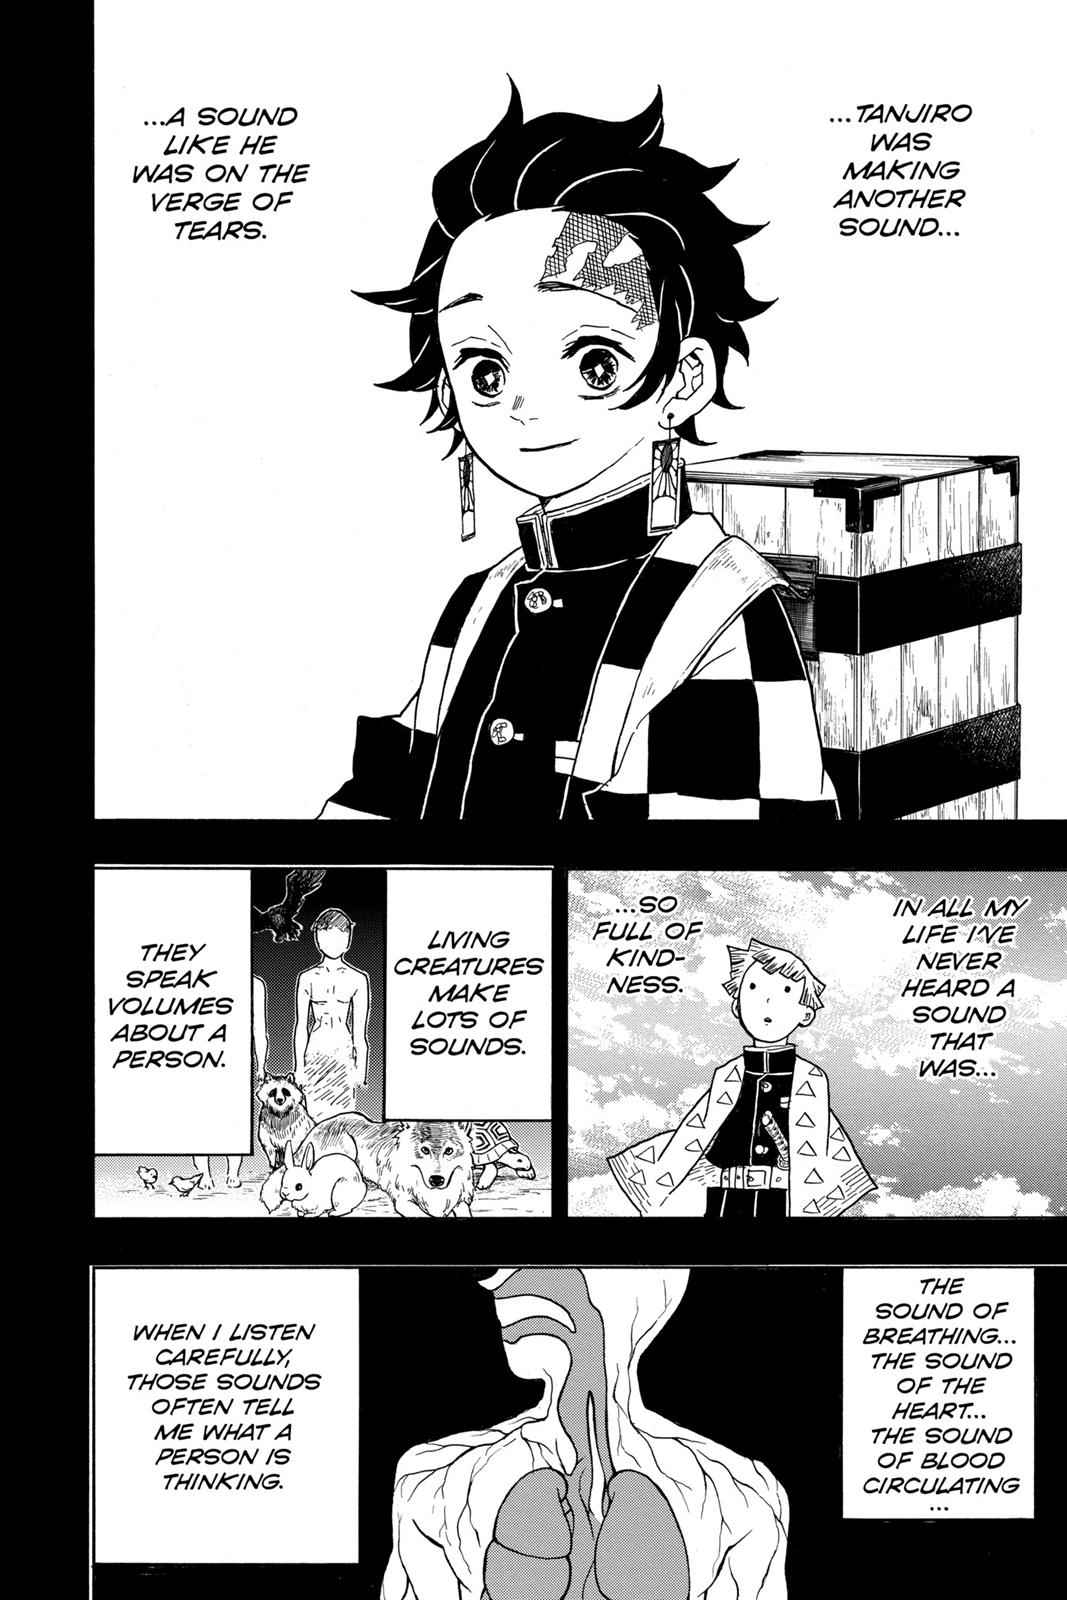 ...TANJIRO
WAS
MAKING
ANOTHER
SOUND...
...A SOUND
LIKE HE
WAS ON THE
VERGE OF
TEARS.
IN ALL MY
LIFE I'VE
NEVER
HEARD A
SOUND
THAT
WAS...
...SO
FULL OF
KIND-
NESS.
LIVING
CREATURES
MAKE
LOTS OF
SOUNDS.
THEY
SPEAK
VOLUMES
ABOUT A
PERSON.
THE
SOUND OF
BREATHING...
THE SOUND
OF THE
HEART...
THE SOUND
OF BLOOD
CIRCULATING
...
WHEN I LISTEN
CAREFULLY,
THOSE SOUNDS
OFTEN TELL
ME WHAT A
PERSON IS
THINKING.